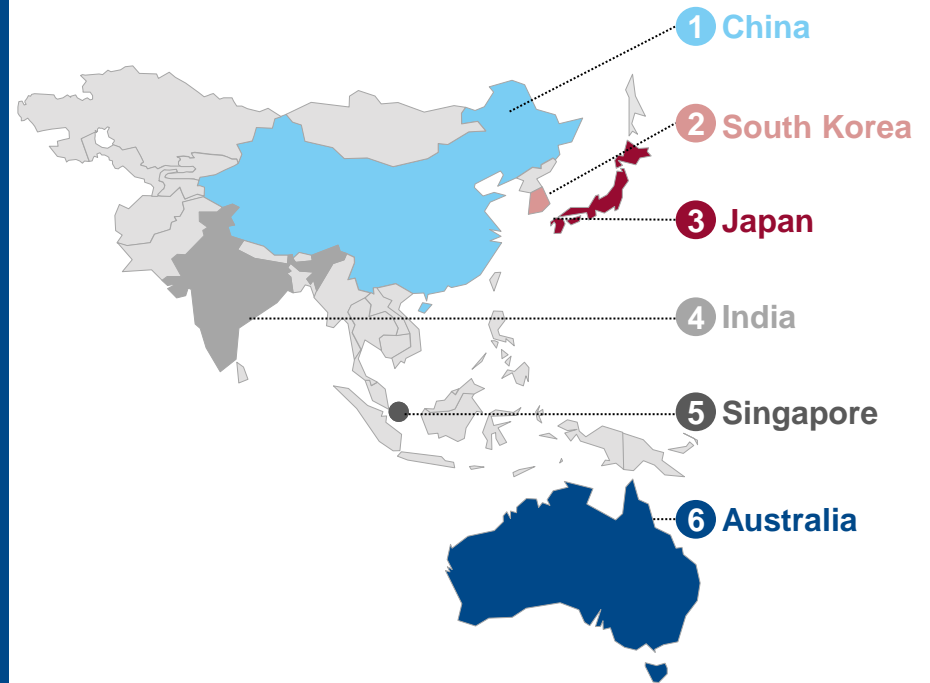 1 China
2 South Korea
3 Japan
4 India
5 Singapore
6 Australia